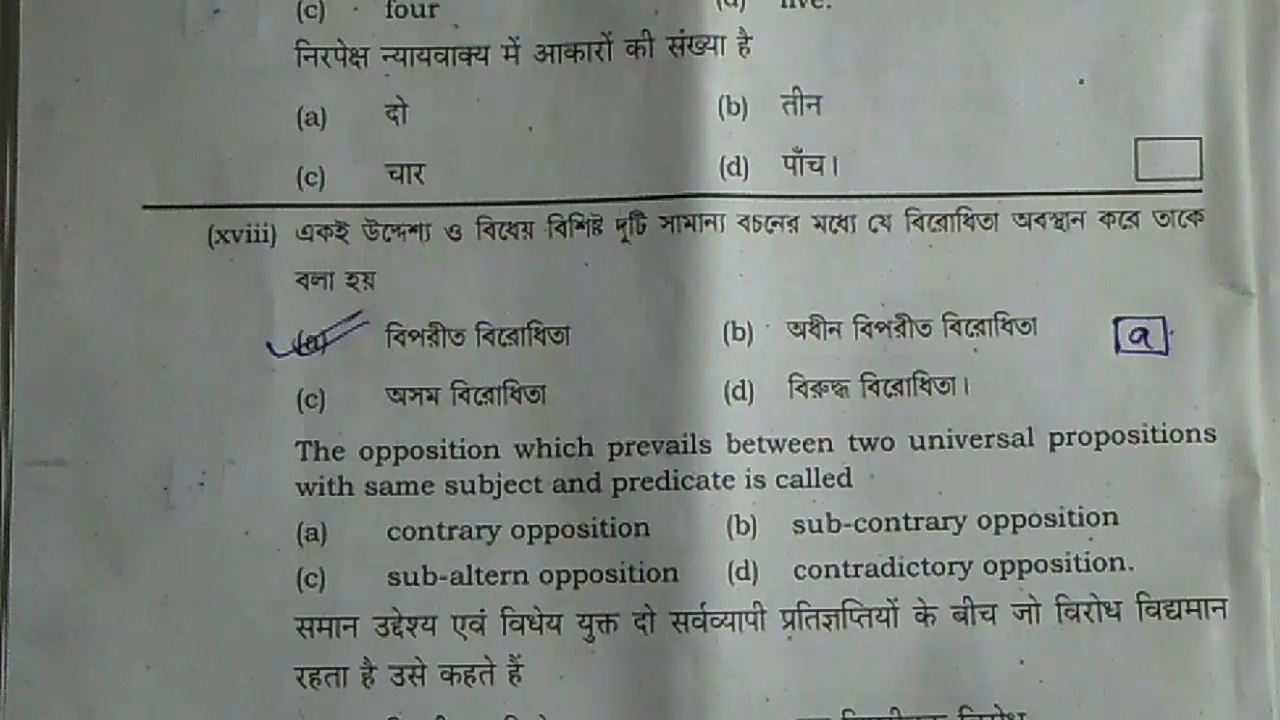 (c) four (d) five.
निरपेक्ष न्यायवाक्य में आकारों की संख्या है
(a) दो (b) तीन
(c) चार (d) पाँच।
(xviii) একই উদ্দেশ্য ও বিধেয় বিশিষ্ট দুটি সামান্য বচনের মধ্যে যে বিরোধিতা অবস্থান করে তাকে
বলা হয়
(a) বিপরীত বিরোধিতা (b) অধীন বিপরীত বিরোধিতা a
(c) অসম বিরোধিতা (d) বিরুদ্ধ বিরোধিতা।
The opposition which prevails between two universal propositions
with same subject and predicate is called
(a) contrary opposition (b) sub-contrary opposition
(c) sub-altern opposition (d) contradictory opposition.
समान उद्देश्य एवं विधेय युक्त दो सर्वव्यापी प्रतिज्ञप्तियों के बीच जो विरोध विद्यमान
रहता है उसे कहते हैं